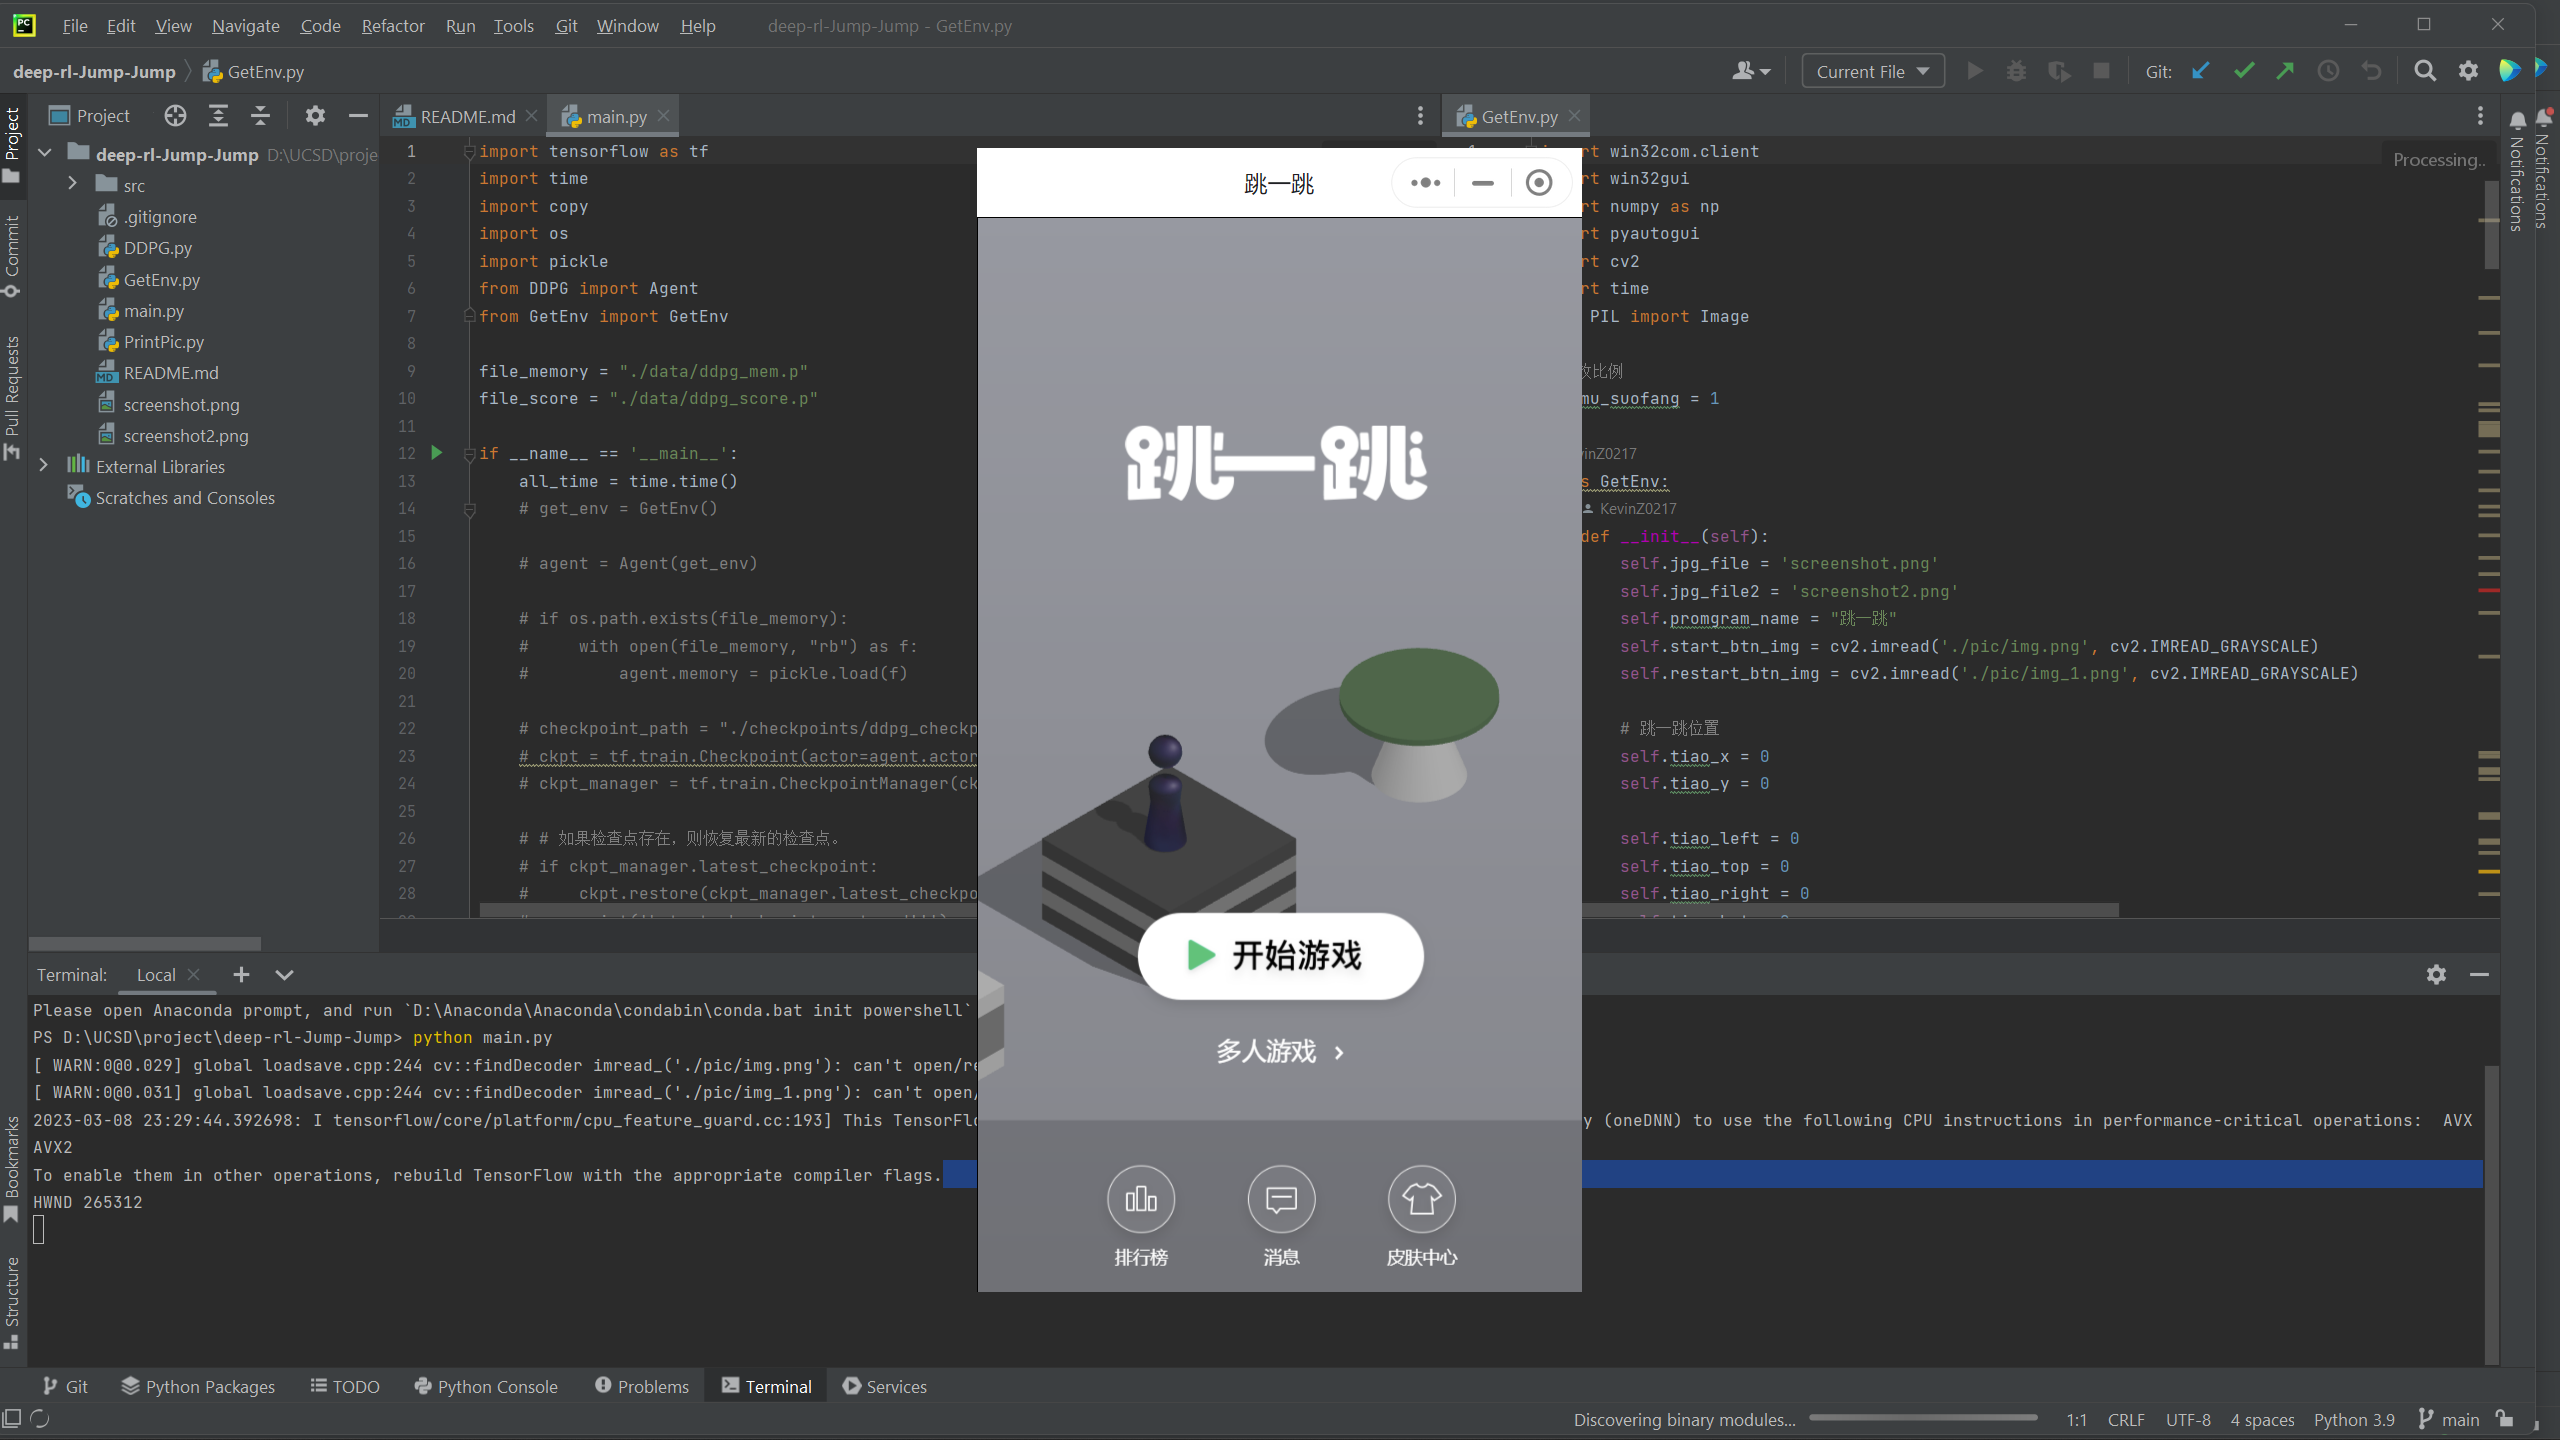 File Edit View Navigate Code Refactor Run Tools Git Window Help deep-rl-Jump-Jump - GetEnv.py
deep-rl-Jump-Jump GetEnv.py Current File Git:
Project
README.md main.py GetEnv.py
Project
Commit
Pull Requests
Bookmarks
Structure
Notifications
Notifications
Processing..
deep-rl-Jump-Jump D:\UCSD\proje
src
.gitignore
DDPG.py
GetEnv.py
main.py
PrintPic.py
README.md
screenshot.png
screenshot2.png
External Libraries
Scratches and Consoles
1 import tensorflow as tf
2 import time
3 import copy
4 import os
5 import pickle
6 from DDPG import Agent
7 from GetEnv import GetEnv
8
9 file_memory = "./data/ddpg_mem.p"
10 file_score = "./data/ddpg_score.p"
11
12 if __name__ == '__main__':
13 all_time = time.time()
14 # get_env = GetEnv()
15
16 # agent = Agent(get_env)
17
18 # if os.path.exists(file_memory):
19 # with open(file_memory, "rb") as f:
20 # agent.memory = pickle.load(f)
21
22 # checkpoint_path = "./checkpoints/ddpg_checkp
23 # ckpt = tf.train.Checkpoint(actor=agent.actor
24 # ckpt_manager = tf.train.CheckpointManager(ck
25
26 # # 如果检查点存在，则恢复最新的检查点。
27 # if ckpt_manager.latest_checkpoint:
28 # ckpt.restore(ckpt_manager.latest_checkpo
跳一跳
跳一跳
开始游戏
多人游戏 ›
排行榜 消息 皮肤中心
rt win32com.client
rt win32gui
rt numpy as np
rt pyautogui
rt cv2
rt time
PIL import Image
放比例
mu_suofang = 1
vinZ0217
s GetEnv:
KevinZ0217
def __init__(self):
self.jpg_file = 'screenshot.png'
self.jpg_file2 = 'screenshot2.png'
self.promgram_name = "跳一跳"
self.start_btn_img = cv2.imread('./pic/img.png', cv2.IMREAD_GRAYSCALE)
self.restart_btn_img = cv2.imread('./pic/img_1.png', cv2.IMREAD_GRAYSCALE)
# 跳一跳位置
self.tiao_x = 0
self.tiao_y = 0
self.tiao_left = 0
self.tiao_top = 0
self.tiao_right = 0
Terminal: Local
Please open Anaconda prompt, and run `D:\Anaconda\Anaconda\condabin\conda.bat init powershell`
PS D:\UCSD\project\deep-rl-Jump-Jump> python main.py
[ WARN:0@0.029] global loadsave.cpp:244 cv::findDecoder imread_('./pic/img.png'): can't open/re
[ WARN:0@0.031] global loadsave.cpp:244 cv::findDecoder imread_('./pic/img_1.png'): can't open/
2023-03-08 23:29:44.392698: I tensorflow/core/platform/cpu_feature_guard.cc:193] This TensorFlo y (oneDNN) to use the following CPU instructions in performance-critical operations: AVX
AVX2
To enable them in other operations, rebuild TensorFlow with the appropriate compiler flags.
HWND 265312
Git Python Packages TODO Python Console Problems Terminal Services
Discovering binary modules... 1:1 CRLF UTF-8 4 spaces Python 3.9 main